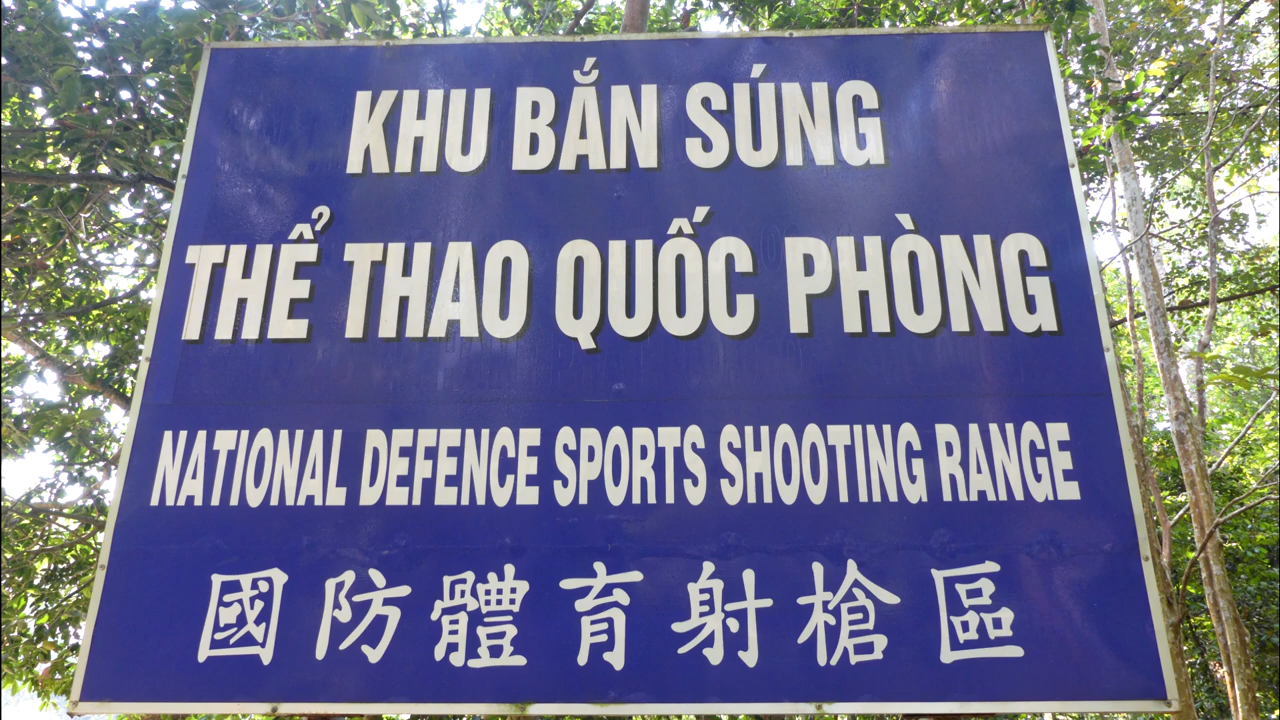 KHU BẮN SÚNG
THỂ THAO QUỐC PHÒNG
NATIONAL DEFENCE SPORTS SHOOTING RANGE
國防體育射槍區